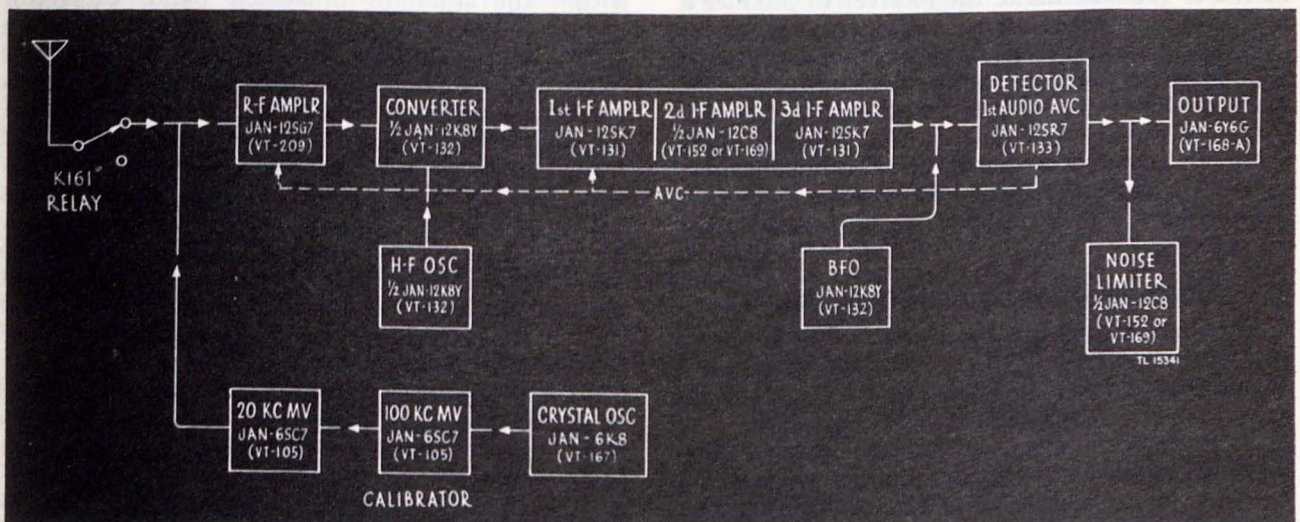 K161
RELAY
R-F AMPLR
JAN-12SG7
(VT-209)
CONVERTER
½ JAN-12K8Y
(VT-132)
1st I-F AMPLR
JAN-12SK7
(VT-131)
2d I-F AMPLR
½ JAN-12C8
(VT-152 or VT-169)
3d I-F AMPLR
JAN-12SK7
(VT-131)
DETECTOR
1st AUDIO AVC
JAN-12SR7
(VT-133)
OUTPUT
JAN-6Y6G
(VT-168-A)
AVC
H-F OSC
½ JAN-12K8Y
(VT-132)
BFO
JAN-12K8Y
(VT-132)
NOISE
LIMITER
½ JAN-12C8
(VT-152 or
VT-169)
TL 15341
20 KC MV
JAN-6SC7
(VT-105)
100 KC MV
JAN-6SC7
(VT-105)
CRYSTAL OSC
JAN-6K8
(VT-167)
CALIBRATOR